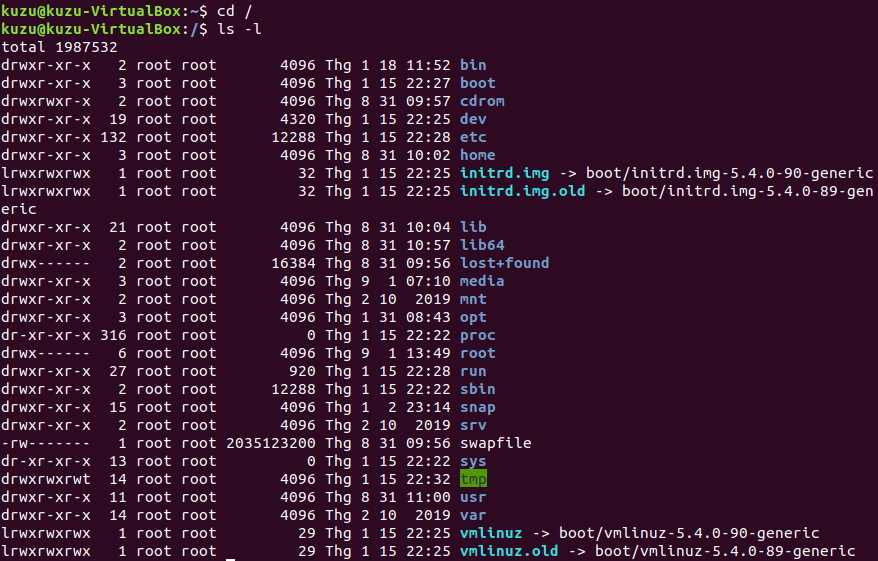 kuzu@kuzu-VirtualBox:~$ cd /
kuzu@kuzu-VirtualBox:/$ ls -l
total 1987532
drwxr-xr-x   2 root root       4096 Thg 1 18 11:52 bin
drwxr-xr-x   3 root root       4096 Thg 1 15 22:27 boot
drwxrwxr-x   2 root root       4096 Thg 8 31 09:57 cdrom
drwxr-xr-x  19 root root       4320 Thg 1 15 22:25 dev
drwxr-xr-x 132 root root      12288 Thg 1 15 22:28 etc
drwxr-xr-x   3 root root       4096 Thg 8 31 10:02 home
lrwxrwxrwx   1 root root         32 Thg 1 15 22:25 initrd.img -> boot/initrd.img-5.4.0-90-generic
lrwxrwxrwx   1 root root         32 Thg 1 15 22:25 initrd.img.old -> boot/initrd.img-5.4.0-89-gen
eric
drwxr-xr-x  21 root root       4096 Thg 8 31 10:04 lib
drwxr-xr-x   2 root root       4096 Thg 8 31 10:57 lib64
drwx------   2 root root      16384 Thg 8 31 09:56 lost+found
drwxr-xr-x   3 root root       4096 Thg 9  1 07:10 media
drwxr-xr-x   2 root root       4096 Thg 2 10  2019 mnt
drwxr-xr-x   3 root root       4096 Thg 1 31 08:43 opt
dr-xr-xr-x 316 root root          0 Thg 1 15 22:22 proc
drwx------   6 root root       4096 Thg 9  1 13:49 root
drwxr-xr-x  27 root root        920 Thg 1 15 22:28 run
drwxr-xr-x   2 root root      12288 Thg 1 15 22:22 sbin
drwxr-xr-x  15 root root       4096 Thg 1  2 23:14 snap
drwxr-xr-x   2 root root       4096 Thg 2 10  2019 srv
-rw-------   1 root root 2035123200 Thg 8 31 09:56 swapfile
dr-xr-xr-x  13 root root          0 Thg 1 15 22:22 sys
drwxrwxrwt  14 root root       4096 Thg 1 15 22:32 tmp
drwxr-xr-x  11 root root       4096 Thg 8 31 11:00 usr
drwxr-xr-x  14 root root       4096 Thg 2 10  2019 var
lrwxrwxrwx   1 root root         29 Thg 1 15 22:25 vmlinuz -> boot/vmlinuz-5.4.0-90-generic
lrwxrwxrwx   1 root root         29 Thg 1 15 22:25 vmlinuz.old -> boot/vmlinuz-5.4.0-89-generic